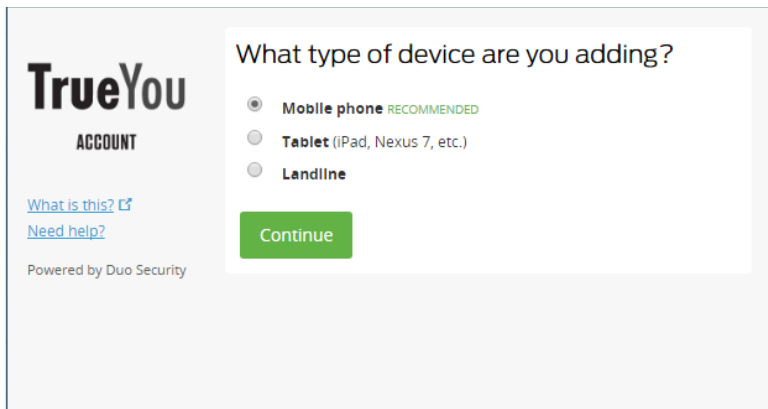 TrueYou
ACCOUNT
What is this?
Need help?
Powered by Duo Security
What type of device are you adding?
Mobile phone RECOMMENDED
Tablet (iPad, Nexus 7, etc.)
Landline
Continue